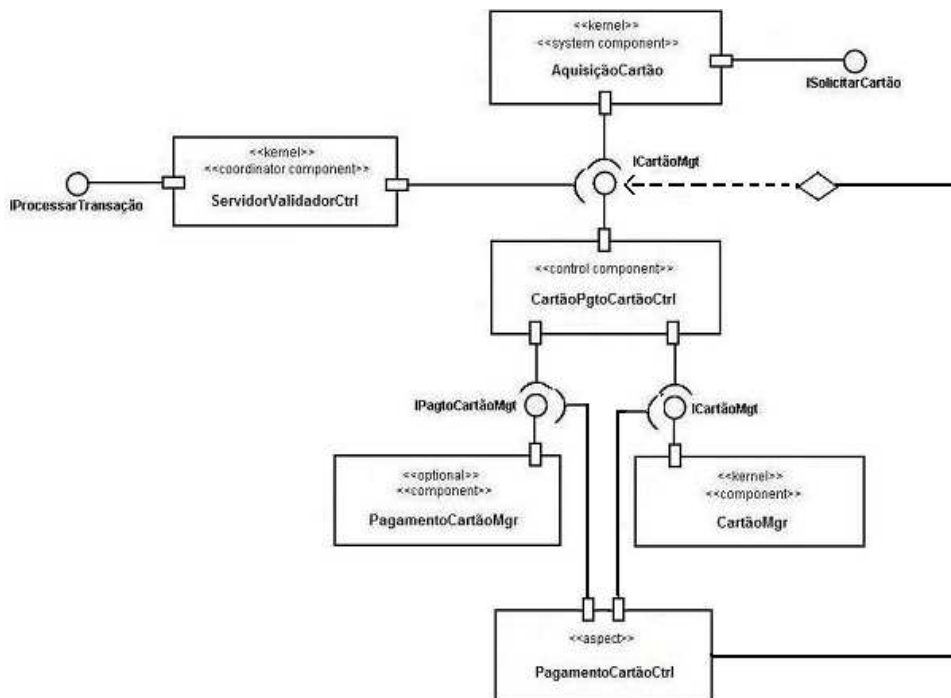 <<kernel>>
<<system component>>
AquisiçãoCartão
ISolicitarCartão
<<kernel>>
<<coordinator component>>
ServidorValidadorCtrl
IProcessarTransação
ICartãoMgt
<<control component>>
CartãoPgtoCartãoCtrl
IPagtoCartãoMgt
ICartãoMgt
<<optional>>
<<component>>
PagamentoCartãoMgr
<<kernel>>
<<component>>
CartãoMgr
<<aspect>>
PagamentoCartãoCtrl